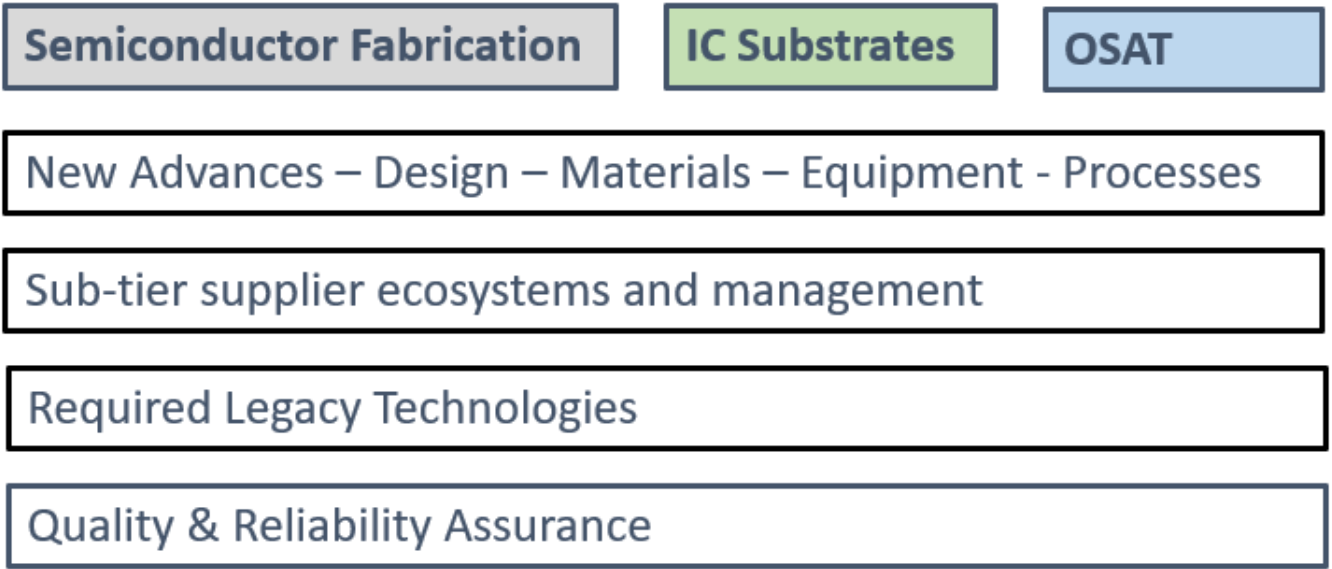 Semiconductor Fabrication
IC Substrates
OSAT
New Advances – Design – Materials – Equipment - Processes
Sub-tier supplier ecosystems and management
Required Legacy Technologies
Quality & Reliability Assurance